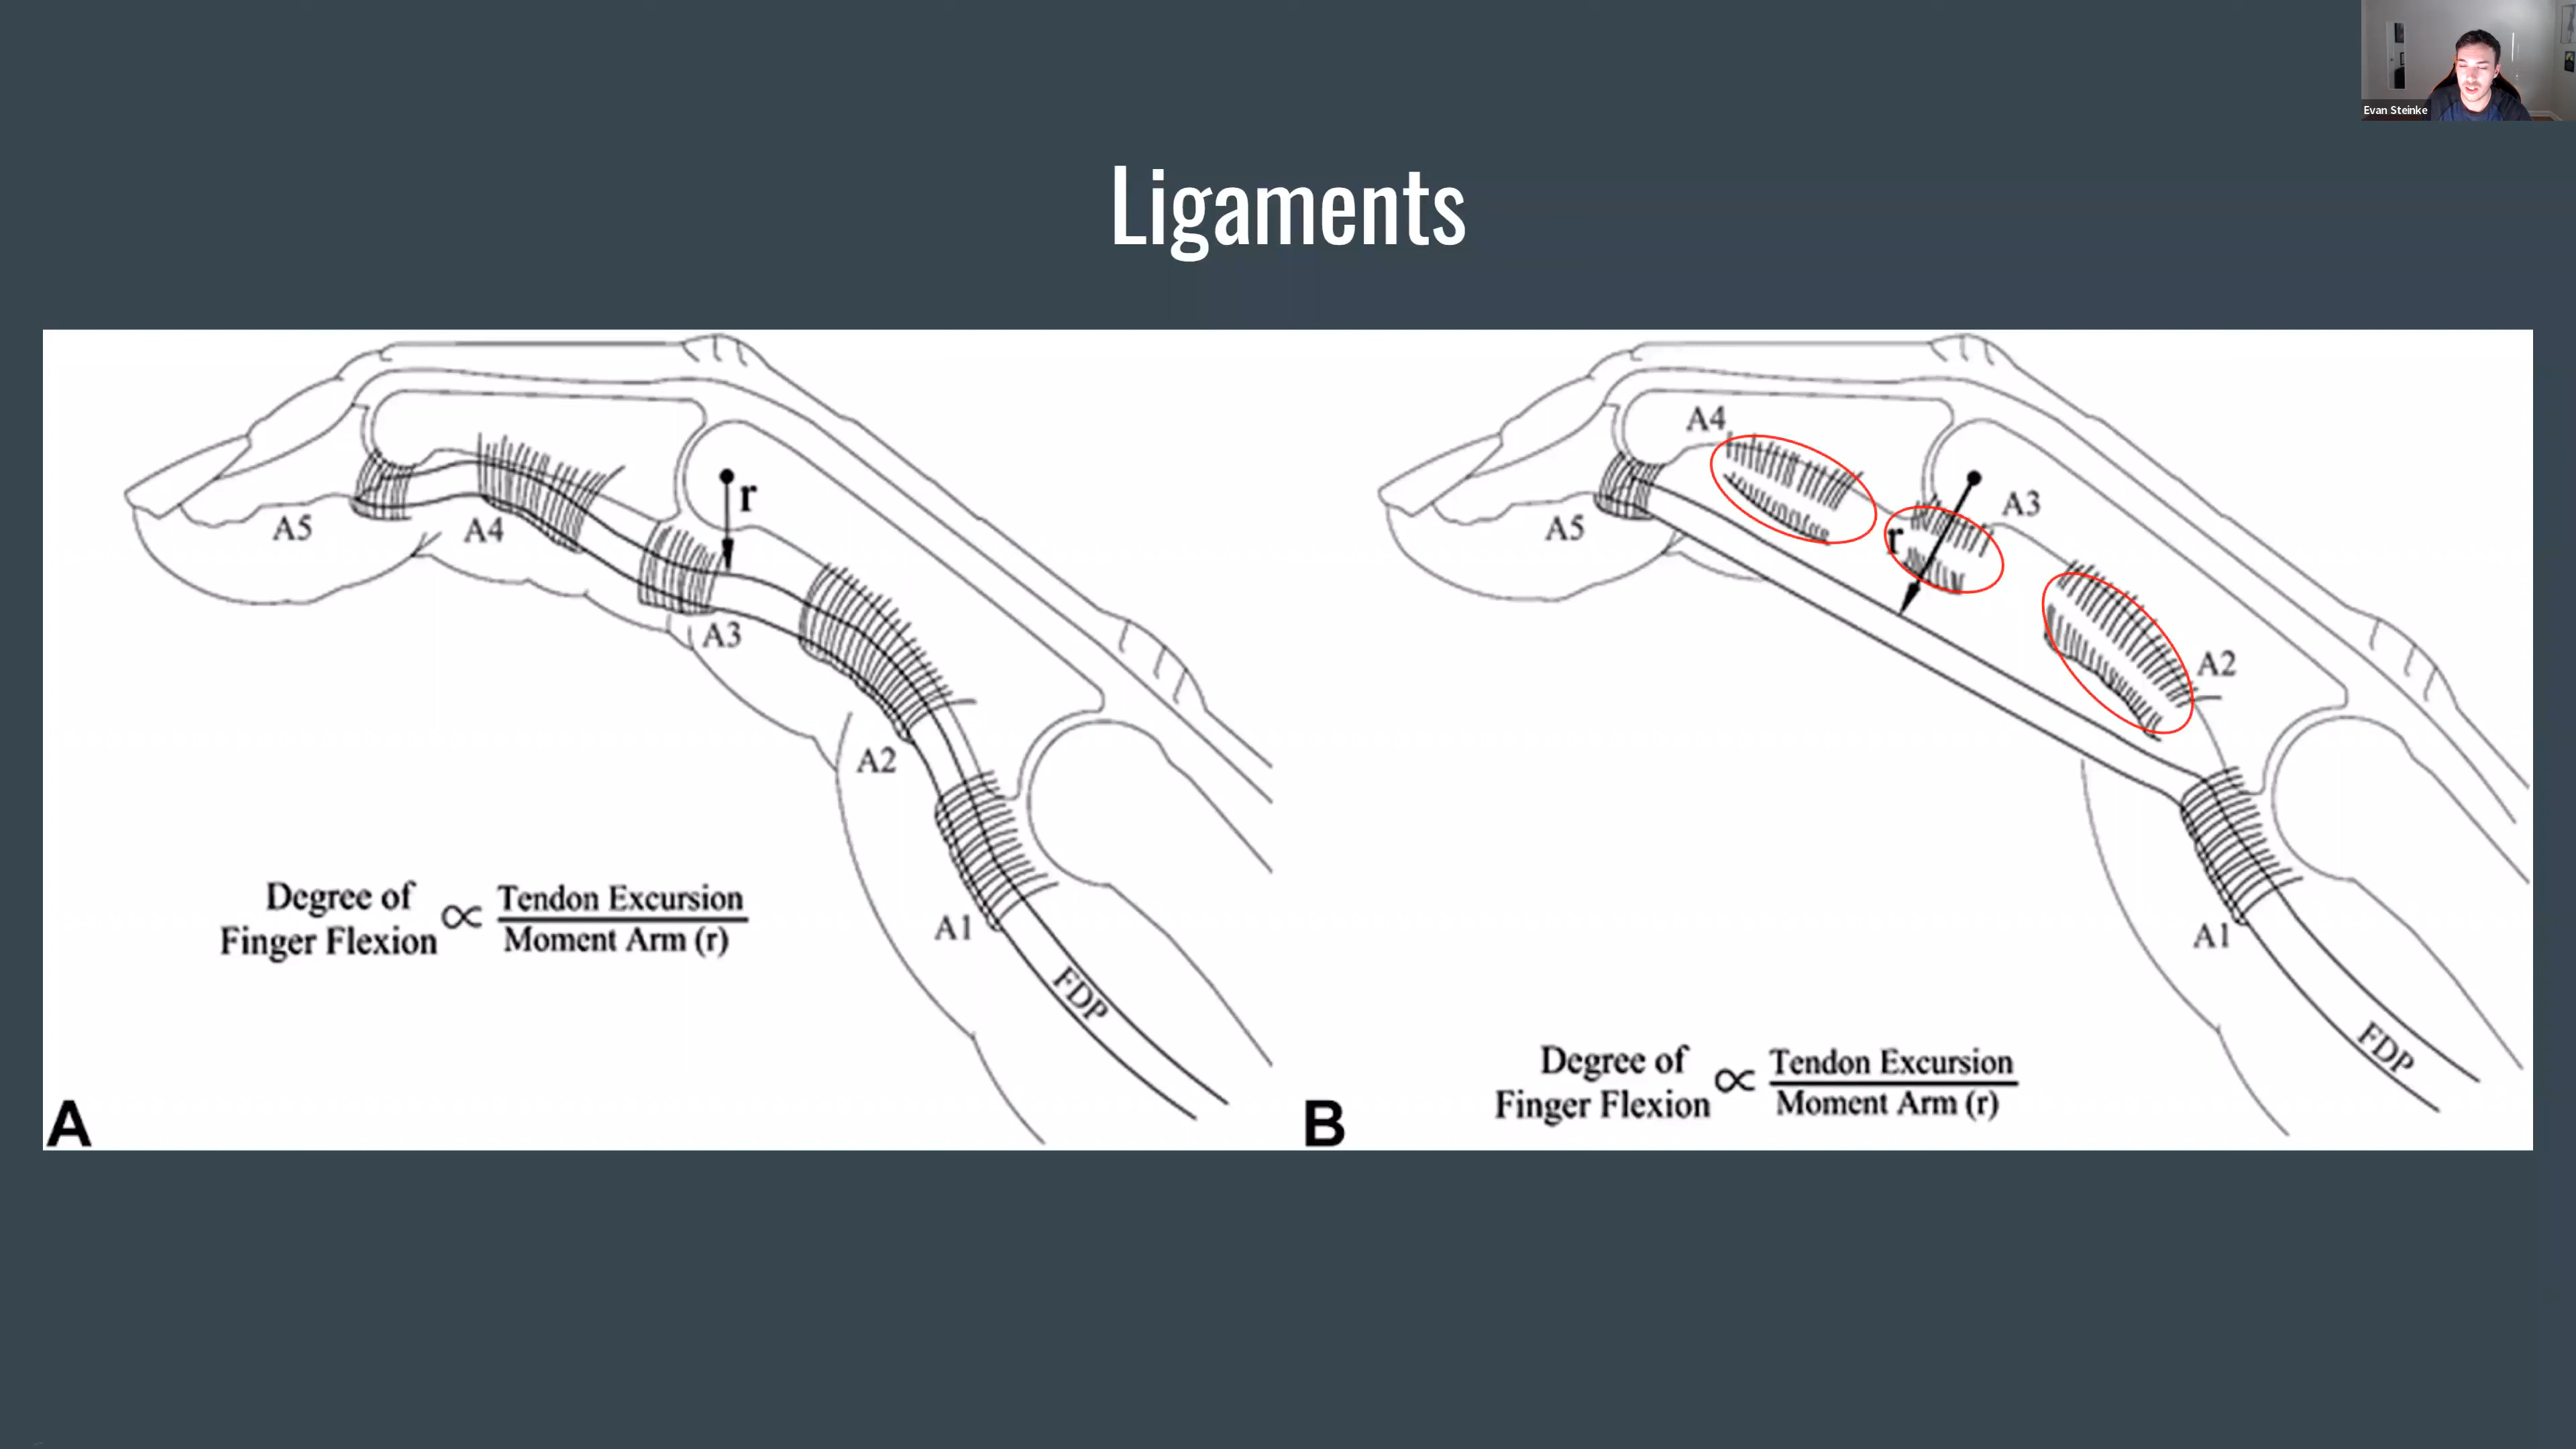 Evan Steinke
Ligaments
r
A5
A4
A3
A2
A1
FDP
Degree of
Finger Flexion ∝ Tendon Excursion
Moment Arm (r)
A
A4
A3
r
A5
A2
A1
FDP
Degree of
Finger Flexion ∝ Tendon Excursion
Moment Arm (r)
B